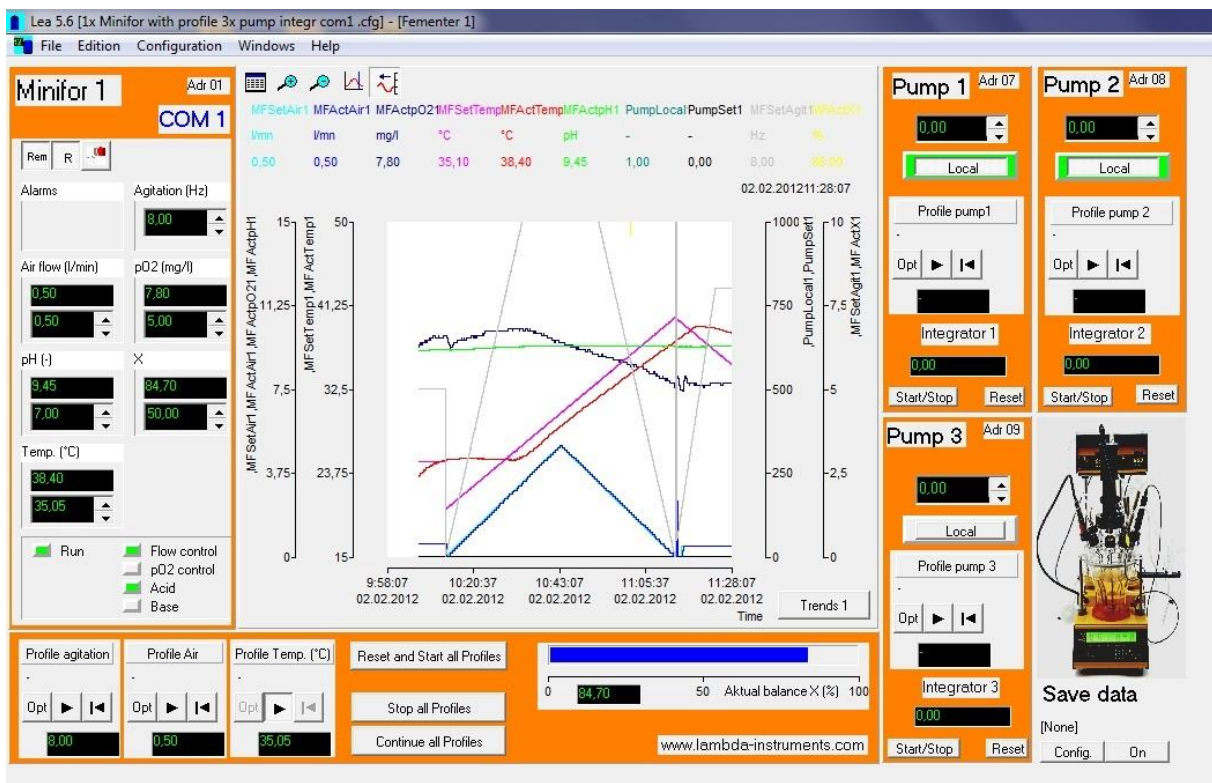 Lea 5.6 [1x Minifor with profile 3x pump integr com1 .cfg] - [Fementer 1]
File Edition Configuration Windows Help
Minifor 1
Adr 01
COM 1
Rem R
Alarms
Agitation (Hz)
8,00
Air flow (l/min)
pO2 (mg/l)
0,50
7,80
0,50
5,00
pH (-)
X
9,45
84,70
7,00
50,00
Temp. (°C)
38,40
35,05
Run
Flow control
pO2 control
Acid
Base
MFSetAir1 MFActAir1 MFActpO21 MFSetTemp MFActTemp MFActpH1 PumpLocal PumpSet1 MFSetAgit1 MFActX1
l/mn l/mn mg/l °C °C pH - - Hz %
0,50 0,50 7,80 35,10 38,40 9,45 1,00 0,00 8,00 85,00
02.02.2012 11:28:07
,MFSetAir1,MF ActAir1,MF ActpO21,MF ActpH1
15
11,25
7,5
3,75
0
,MFSetTemp1,MF ActTemp1
50
41,25
32,5
23,75
15
1000
750
500
250
0
,PumpLocal1,PumpSet1
10
7,5
5
2,5
0
,MFSetAgit1,MF ActX1
9:58:07 10:20:37 10:43:07 11:05:37 11:28:07
02.02.2012 02.02.2012 02.02.2012 02.02.2012 02.02.2012
Time
Trends 1
Pump 1
Adr 07
0,00
Local
Profile pump1
-
Opt
-
Integrator 1
0,00
Start/Stop Reset
Pump 2
Adr 08
0,00
Local
Profile pump 2
-
Opt
-
Integrator 2
0,00
Start/Stop Reset
Pump 3
Adr 09
0,00
Local
Profile pump 3
-
Opt
-
Integrator 3
0,00
Start/Stop Reset
Profile agitation
-
Opt
8,00
Profile Air
-
Opt
0,50
Profile Temp. (°C)
-
Opt
35,05
Reset and Start all Profiles
Stop all Profiles
Continue all Profiles
0 84,70 50 Aktual balance X (%) 100
www.lambda-instruments.com
Save data
[None]
Config. On